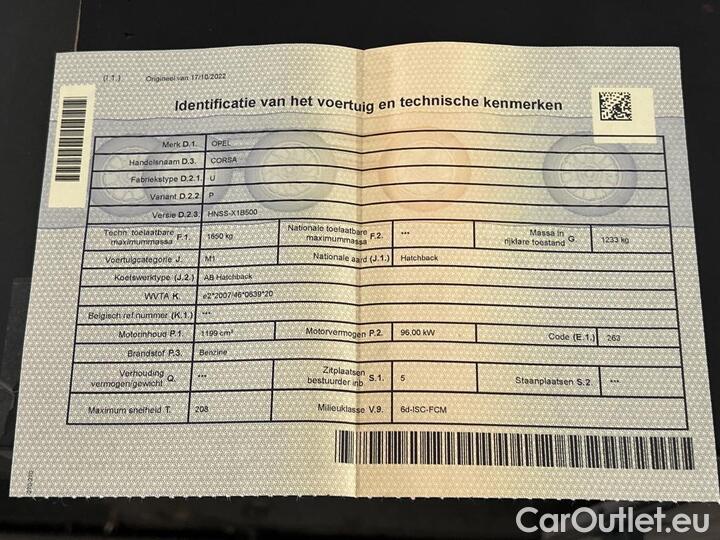 (I.1.) Origineel van 17/10/2022
Identificatie van het voertuig en technische kenmerken
Merk D.1. OPEL
Handelsnaam D.3. CORSA
Fabriekstype D.2.1. U
Variant D.2.2 P
Versie D.2.3. HNSS-X1B500
Techn. toelaatbare maximummassa F.1. 1650 kg Nationale toelaatbare maximummassa F.2. *** Massa in rijklare toestand G. 1233 kg
Voertuigcategorie J. M1 Nationale aard (J.1.) Hatchback
Koetswerktype (J.2.) AB Hatchback
WVTA K. e2*2007/46*0639*20
Belgisch ref.nummer (K.1.) ***
Motorinhoud P.1. 1199 cm³ Motorvermogen P.2. 96.00 kW Code (E.1.) 263
Brandstof P.3. Benzine
Verhouding vermogen/gewicht Q. *** Zitplaatsen bestuurder inb. S.1. 5 Staanplaatsen S.2. ***
Maximum snelheid T. 208 Milieuklasse V.9. 6d-ISC-FCM
CarOutlet.eu